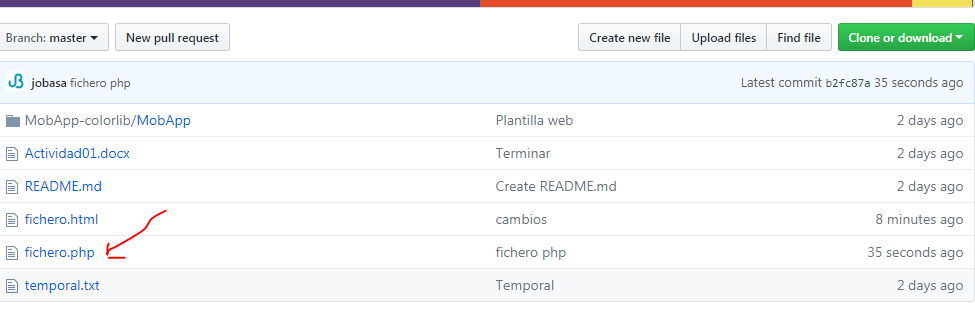 Branch: master New pull request Create new file Upload files Find file Clone or download
jobasa fichero php Latest commit b2fc87a 35 seconds ago
MobApp-colorlib/MobApp Plantilla web 2 days ago
Actividad01.docx Terminar 2 days ago
README.md Create README.md 2 days ago
fichero.html cambios 8 minutes ago
fichero.php fichero php 35 seconds ago
temporal.txt Temporal 2 days ago